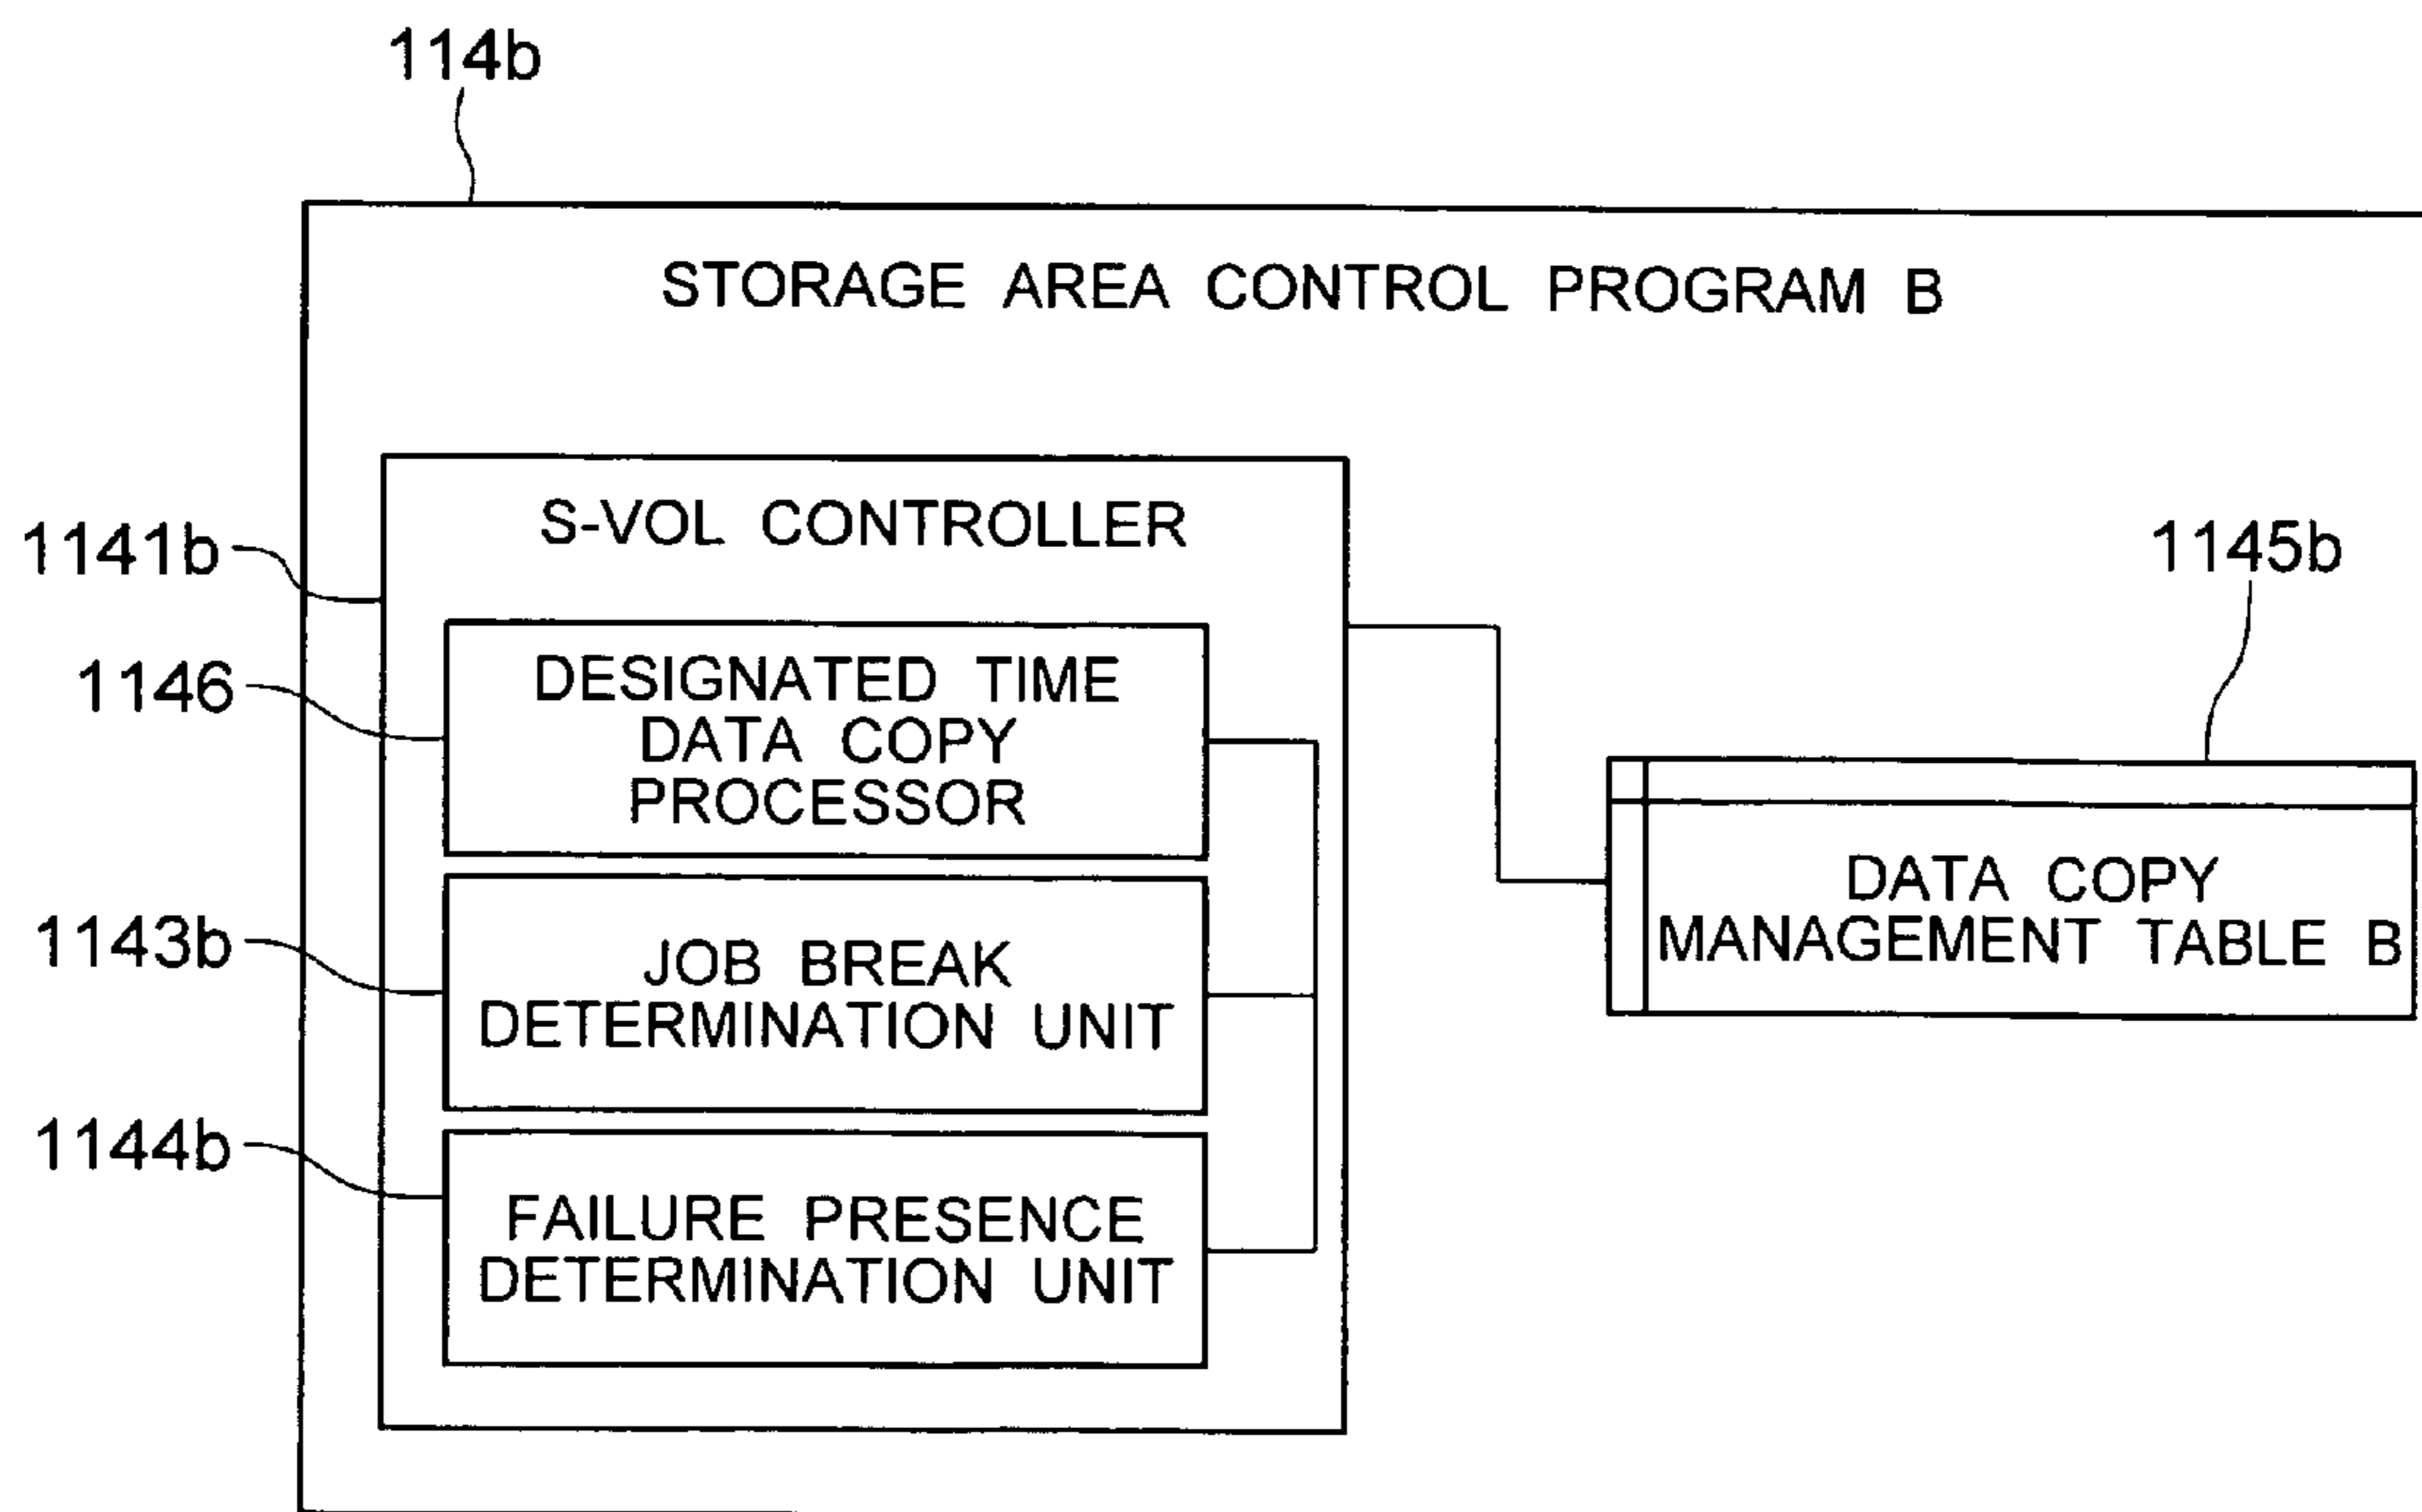 114b
STORAGE AREA CONTROL PROGRAM B
1141b
S-VOL CONTROLLER
1145b
1146
DESIGNATED TIME
DATA COPY
PROCESSOR
DATA COPY
MANAGEMENT TABLE B
1143b
JOB BREAK
DETERMINATION UNIT
1144b
FAILURE PRESENCE
DETERMINATION UNIT